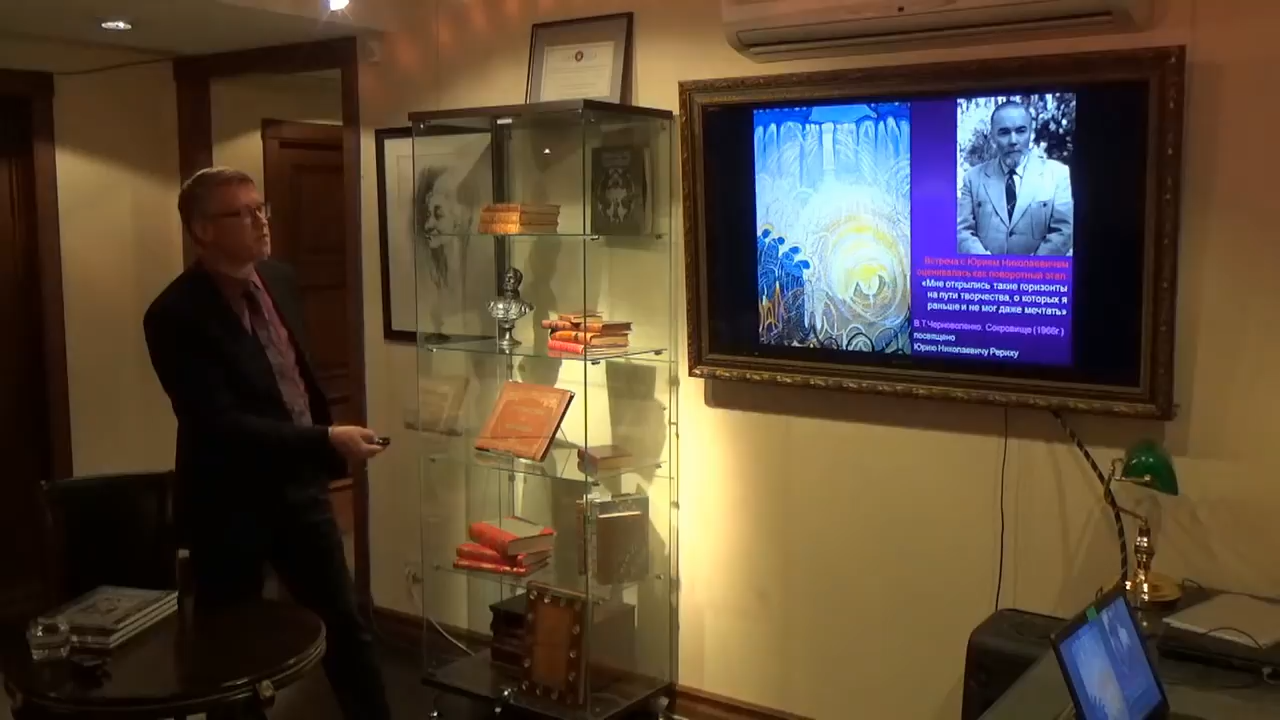 Встреча с Юрием Николаевичем
оценивалась как поворотный этап.
«Мне открылись такие горизонты
на пути творчества, о которых я
раньше и не мог даже мечтать»
В.Т.Черноволенко. Сокровище (1966г.)
посвящено
Юрию Николаевичу Рериху